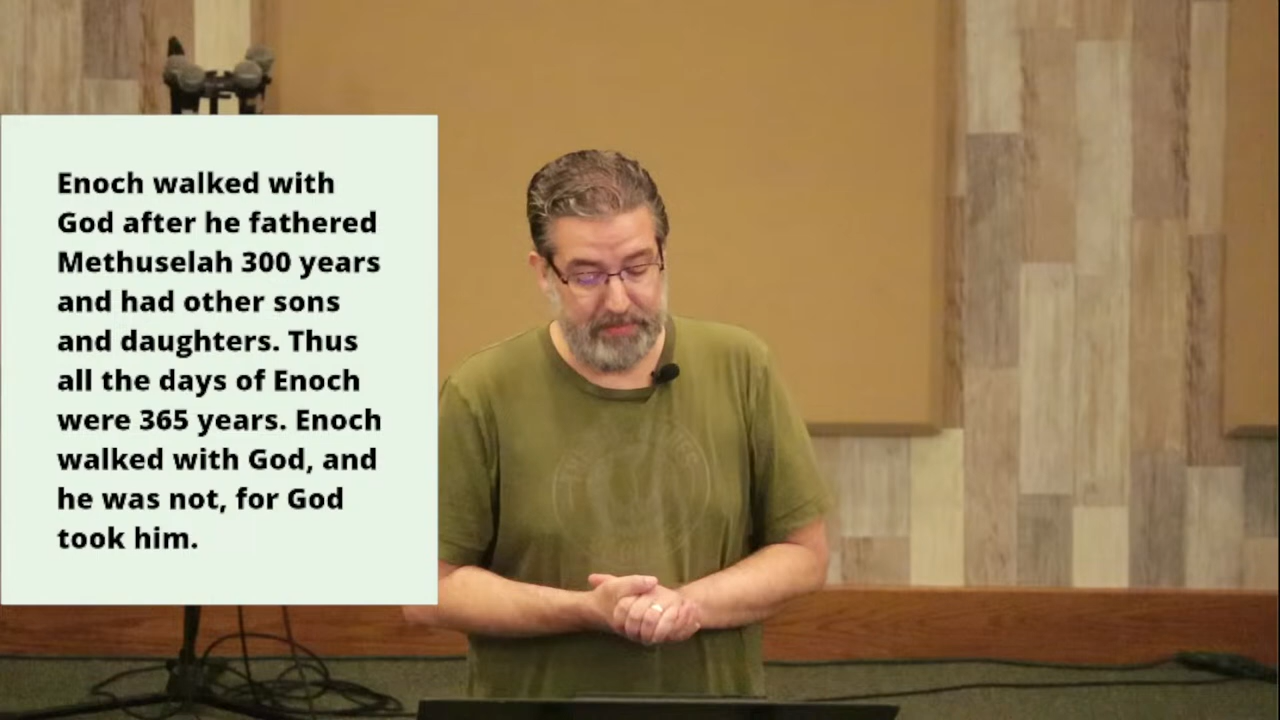 Enoch walked with
God after he fathered
Methuselah 300 years
and had other sons
and daughters. Thus
all the days of Enoch
were 365 years. Enoch
walked with God, and
he was not, for God
took him.